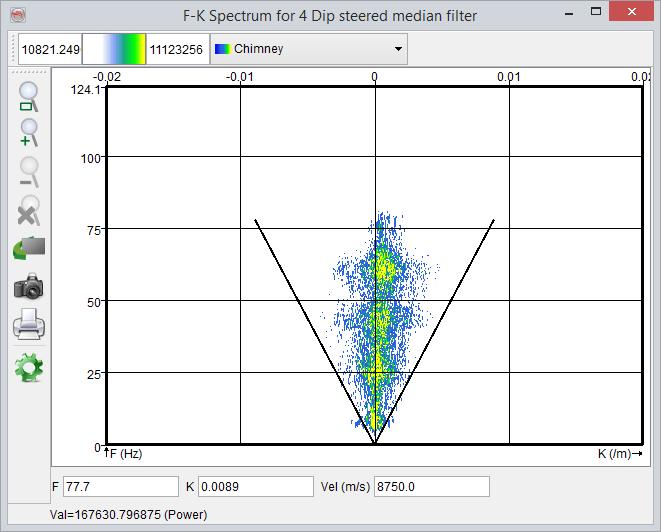 F-K Spectrum for 4 Dip steered median filter
10821.249 11123256 Chimney
-0.02 -0.01 0 0.01 0.0
124.1
100
75
50
25
0
F (Hz) K (/m)
F 77.7 K 0.0089 Vel (m/s) 8750.0
Val=167630.796875 (Power)